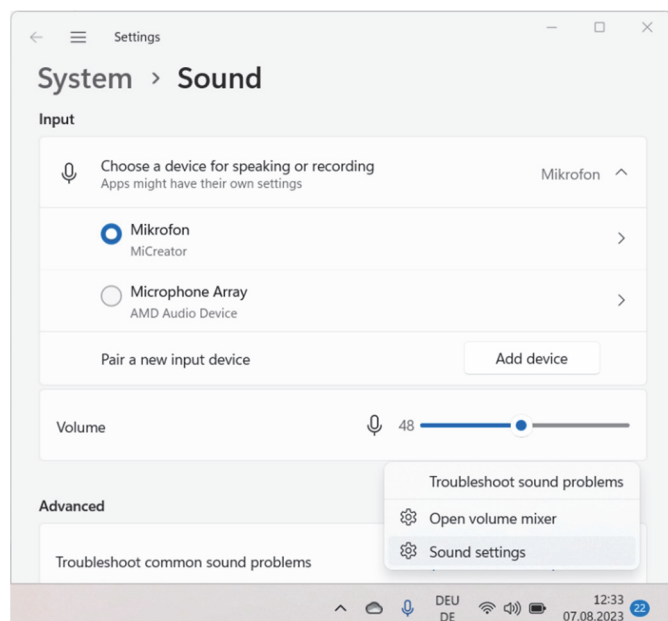 Settings
System > Sound
Input
Choose a device for speaking or recording
Apps might have their own settings
Mikrofon
Mikrofon
MiCreator
Microphone Array
AMD Audio Device
Pair a new input device
Add device
Volume
48
Troubleshoot sound problems
Advanced
Open volume mixer
Sound settings
Troubleshoot common sound problems
DEU
DE
12:33
07.08.2023
22